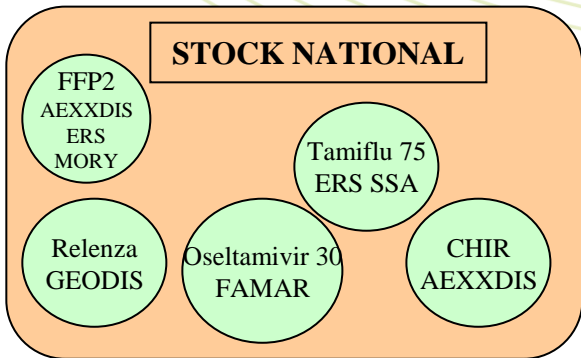 STOCK NATIONAL
FFP2
AEXXDIS
ERS
MORY
Tamiflu 75
ERS SSA
Relenza
GEODIS
Oseltamivir 30
FAMAR
CHIR
AEXXDIS